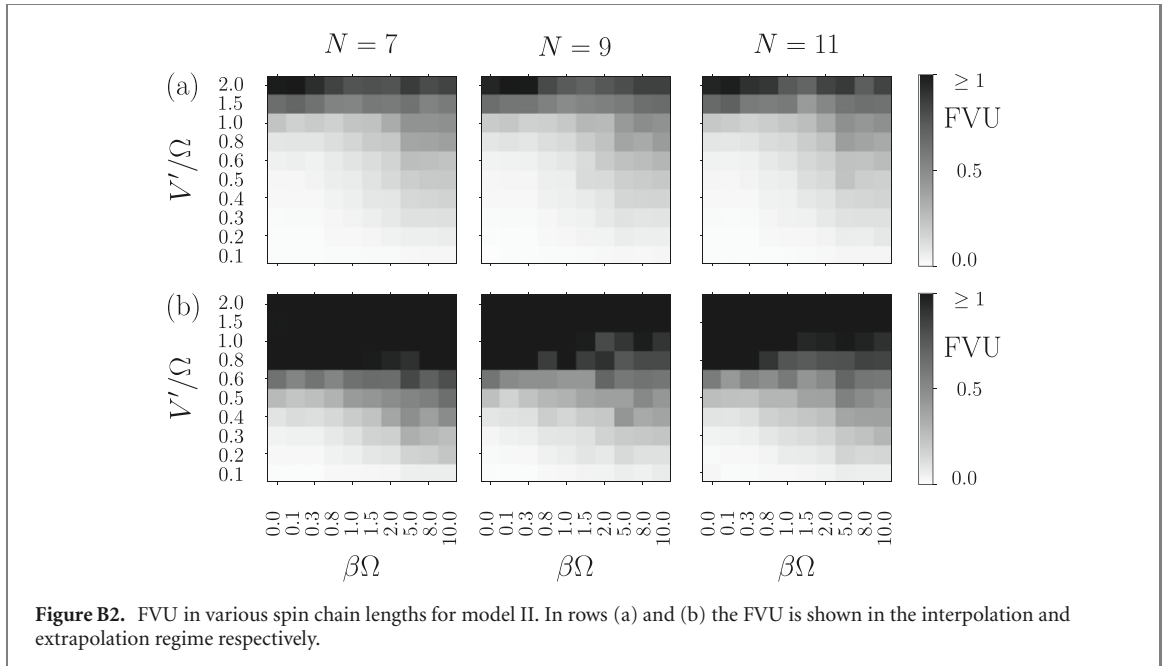 N = 7 N = 9 N = 11
(a)
V′/Ω
2.0
1.5
1.0
0.8
0.6
0.5
0.4
0.3
0.2
0.1
≥ 1
FVU
0.5
0.0
(b)
V′/Ω
2.0
1.5
1.0
0.8
0.6
0.5
0.4
0.3
0.2
0.1
≥ 1
FVU
0.5
0.0
0.0 0.1 0.3 0.8 1.0 1.5 2.0 5.0 8.0 10.0
0.0 0.1 0.3 0.8 1.0 1.5 2.0 5.0 8.0 10.0
0.0 0.1 0.3 0.8 1.0 1.5 2.0 5.0 8.0 10.0
βΩ βΩ βΩ
Figure B2. FVU in various spin chain lengths for model II. In rows (a) and (b) the FVU is shown in the interpolation and
extrapolation regime respectively.